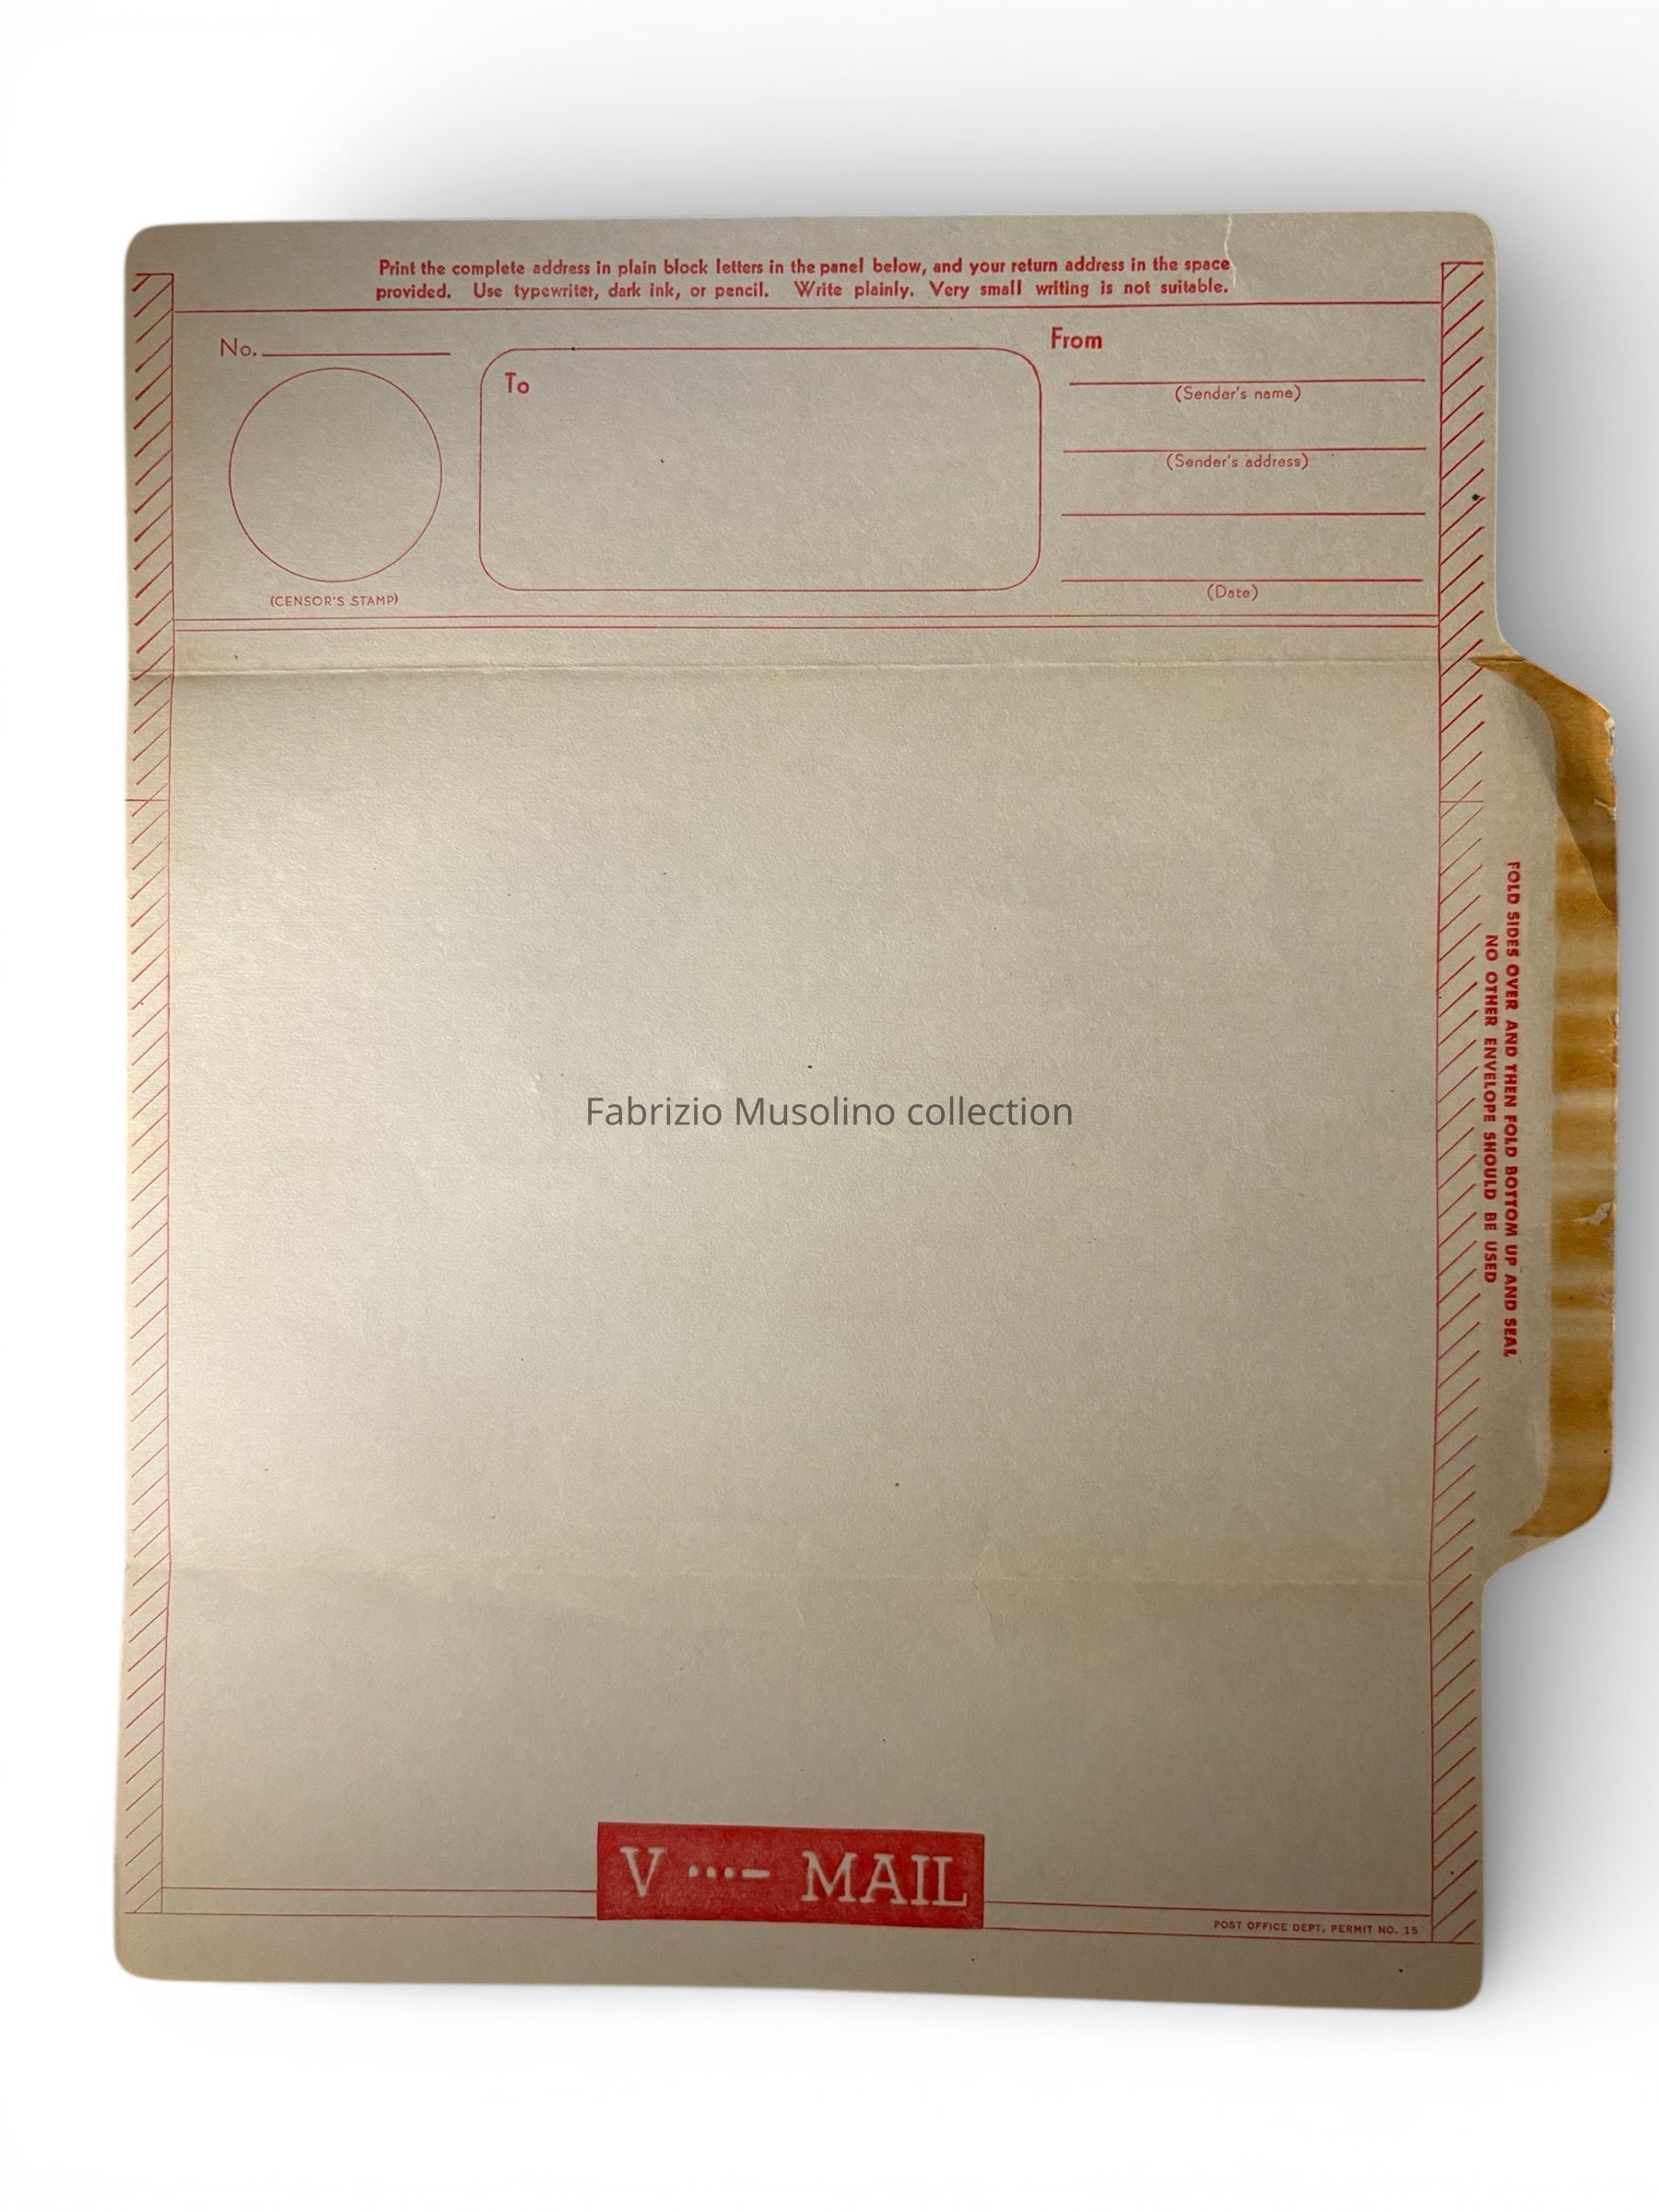 Print the complete address in plain block letters in the panel below, and your return address in the space
provided. Use typewriter, dark ink, or pencil. Write plainly. Very small writing is not suitable.
No.
(CENSOR'S STAMP)
To
From
(Sender's name)
(Sender's address)
(Date)
FOLD SIDES OVER AND THEN FOLD BOTTOM UP AND SEAL
NO OTHER ENVELOPE SHOULD BE USED
Fabrizio Musolino collection
V ···– MAIL
POST OFFICE DEPT. PERMIT NO. 15